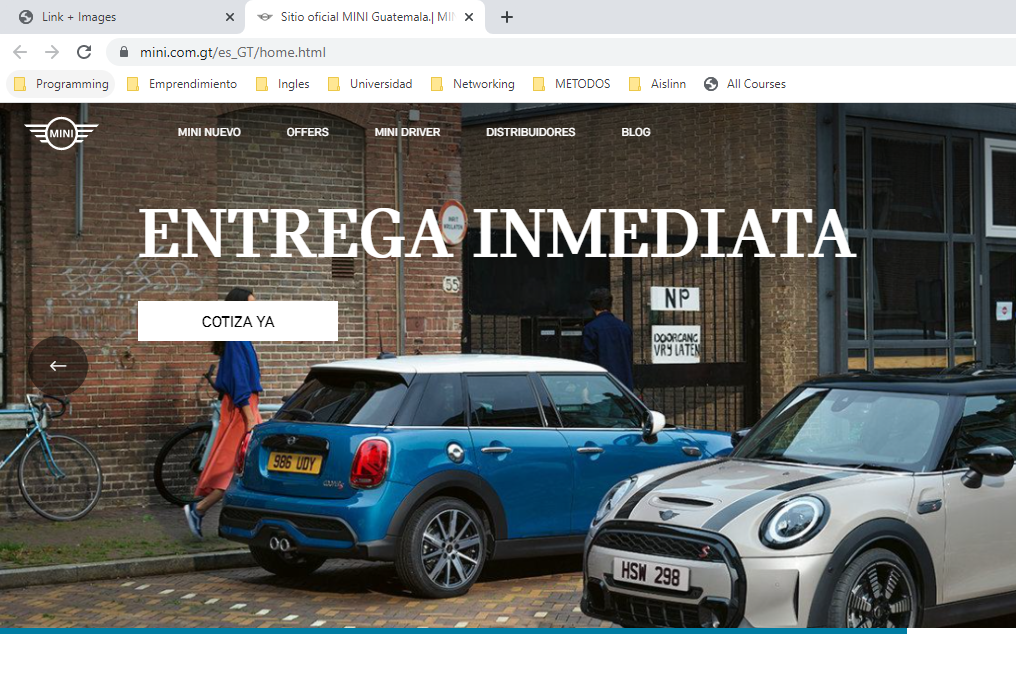 Link + Images
Sitio oficial MINI Guatemala.| MI
mini.com.gt/es_GT/home.html
Programming
Emprendimiento
Ingles
Universidad
Networking
METODOS
Aislinn
All Courses
MINI
MINI NUEVO
OFFERS
MINI DRIVER
DISTRIBUIDORES
BLOG
ENTREGA INMEDIATA
55
NP
COTIZA YA
DOORGANG
VRY LATEN
986 UDY
S
HSW 298